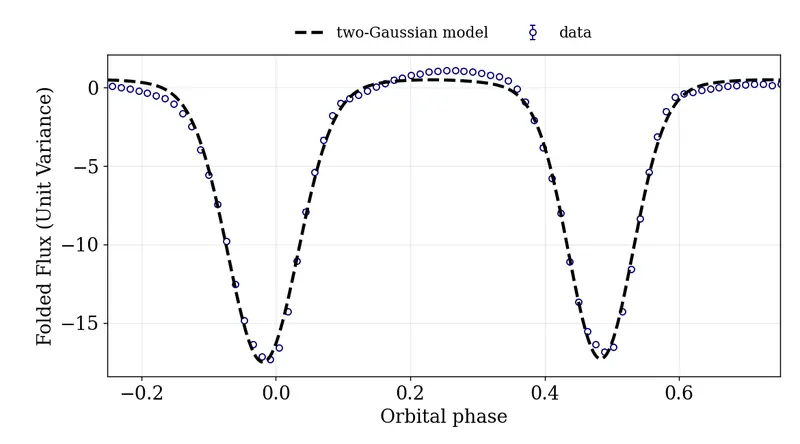 two-Gaussian model
data
Folded Flux (Unit Variance)
0
−5
−10
−15
−0.2
0.0
0.2
0.4
0.6
Orbital phase